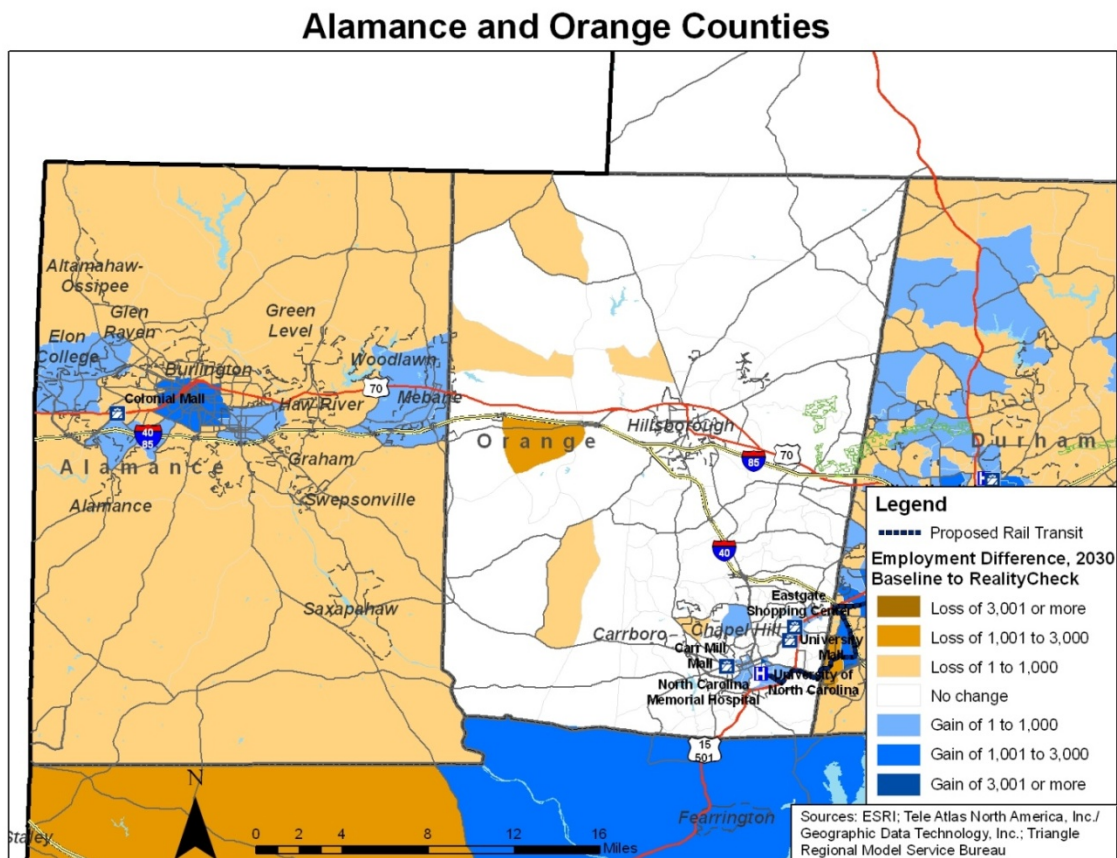 Alamance and Orange Counties
Altamahaw-
Ossipee
Glen
Raven
Green
Level
Elon
College
Burlington
Woodlawn
70
Colonial Mall
Haw River
Mebane
40
85
Alamance
Graham
Alamance
Swepsonville
Saxapahaw
Orange
Hillsborough
85
70
Durham
H
40
Eastgate
Shopping Center
Carrboro
Chapel Hill
Carr Mill
Mall
University
Mall
H
University of
North Carolina
North Carolina
Memorial Hospital
15
501
Fearrington
Staley
N
0 2 4 8 12 16
Miles
Legend
Proposed Rail Transit
Employment Difference, 2030
Baseline to RealityCheck
Loss of 3,001 or more
Loss of 1,001 to 3,000
Loss of 1 to 1,000
No change
Gain of 1 to 1,000
Gain of 1,001 to 3,000
Gain of 3,001 or more
Sources: ESRI; Tele Atlas North America, Inc./
Geographic Data Technology, Inc.; Triangle
Regional Model Service Bureau